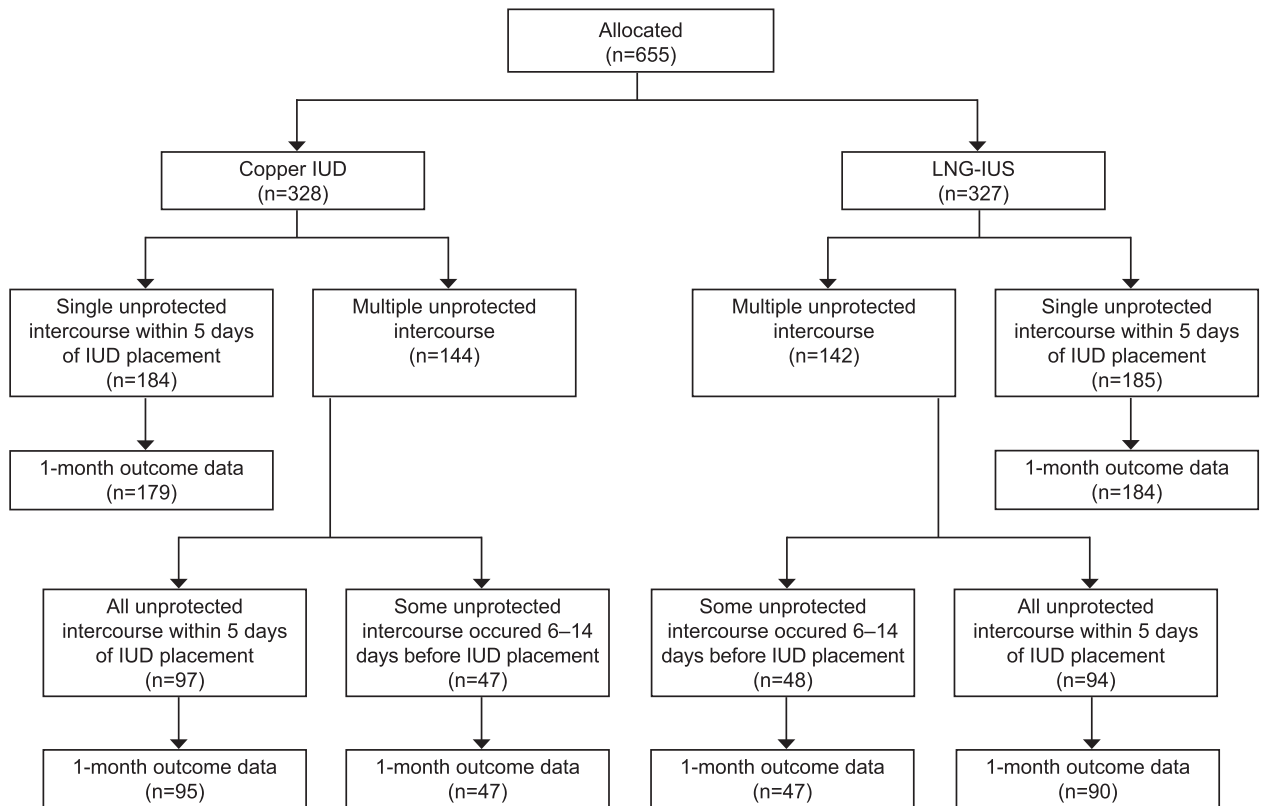 Allocated
(n=655)
Copper IUD
(n=328)
LNG-IUS
(n=327)
Single unprotected
intercourse within 5 days
of IUD placement
(n=184)
Multiple unprotected
intercourse
(n=144)
Multiple unprotected
intercourse
(n=142)
Single unprotected
intercourse within 5 days
of IUD placement
(n=185)
1-month outcome data
(n=179)
1-month outcome data
(n=184)
All unprotected
intercourse within 5 days
of IUD placement
(n=97)
Some unprotected
intercourse occured 6–14
days before IUD placement
(n=47)
Some unprotected
intercourse occured 6–14
days before IUD placement
(n=48)
All unprotected
intercourse within 5 days
of IUD placement
(n=94)
1-month outcome data
(n=95)
1-month outcome data
(n=47)
1-month outcome data
(n=47)
1-month outcome data
(n=90)